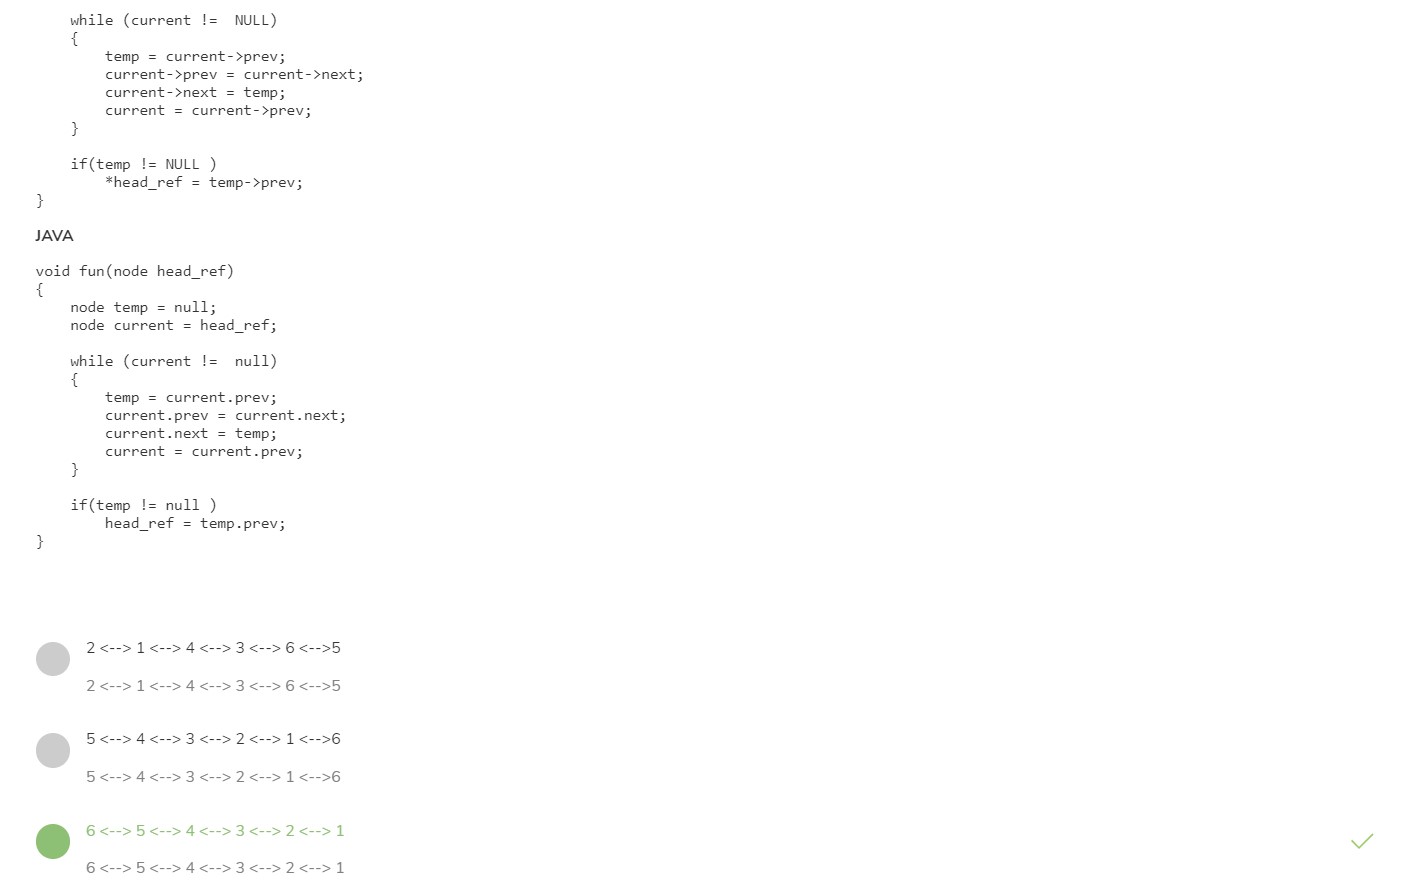 while (current !=  NULL)
    {
        temp = current->prev;
        current->prev = current->next;
        current->next = temp;
        current = current->prev;
    }

    if(temp != NULL )
        *head_ref = temp->prev;
}
JAVA
void fun(node head_ref)
{
    node temp = null;
    node current = head_ref;

    while (current !=  null)
    {
        temp = current.prev;
        current.prev = current.next;
        current.next = temp;
        current = current.prev;
    }

    if(temp != null )
        head_ref = temp.prev;
}
2 <--> 1 <--> 4 <--> 3 <--> 6 <-->5
2 <--> 1 <--> 4 <--> 3 <--> 6 <-->5
5 <--> 4 <--> 3 <--> 2 <--> 1 <-->6
5 <--> 4 <--> 3 <--> 2 <--> 1 <-->6
6 <--> 5 <--> 4 <--> 3 <--> 2 <--> 1
6 <--> 5 <--> 4 <--> 3 <--> 2 <--> 1